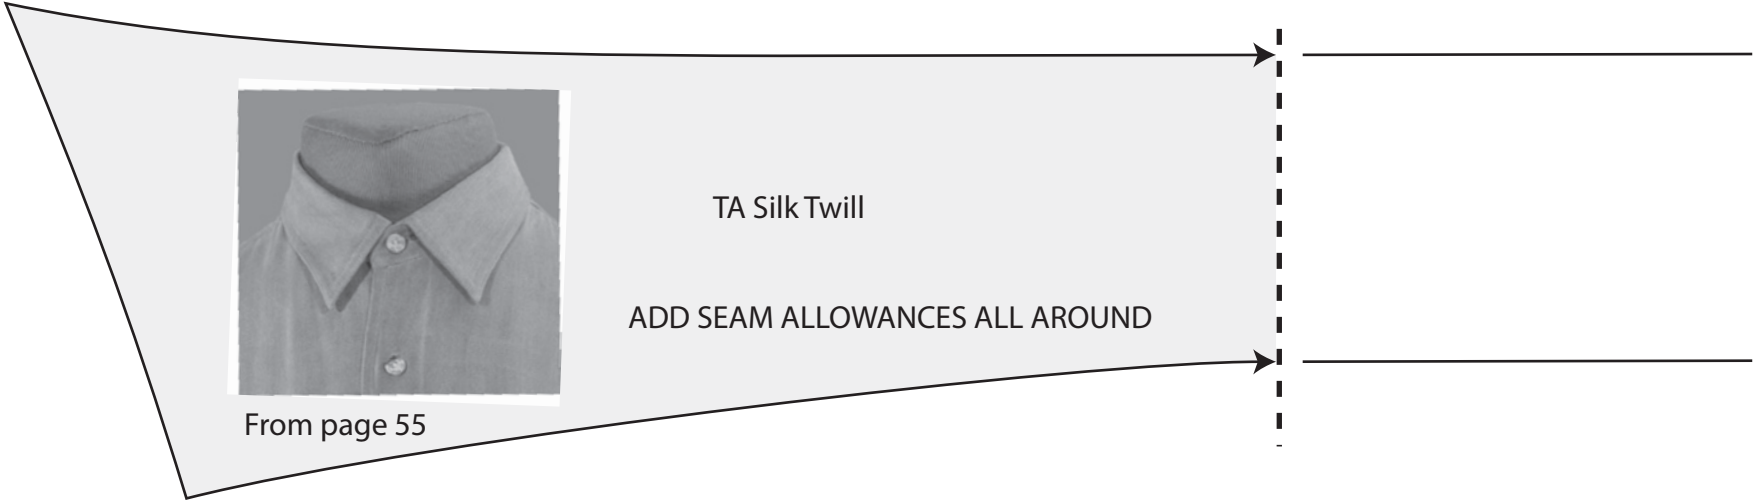 TA Silk Twill
ADD SEAM ALLOWANCES ALL AROUND
From page 55